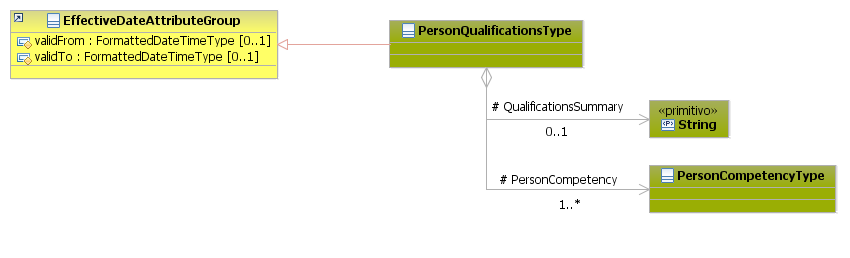 EffectiveDateAttributeGroup
validFrom : FormattedDateTimeType [0..1]
validTo : FormattedDateTimeType [0..1]
PersonQualificationsType
# QualificationsSummary
0..1
«primitivo»
<P> String
# PersonCompetency
1..*
PersonCompetencyType